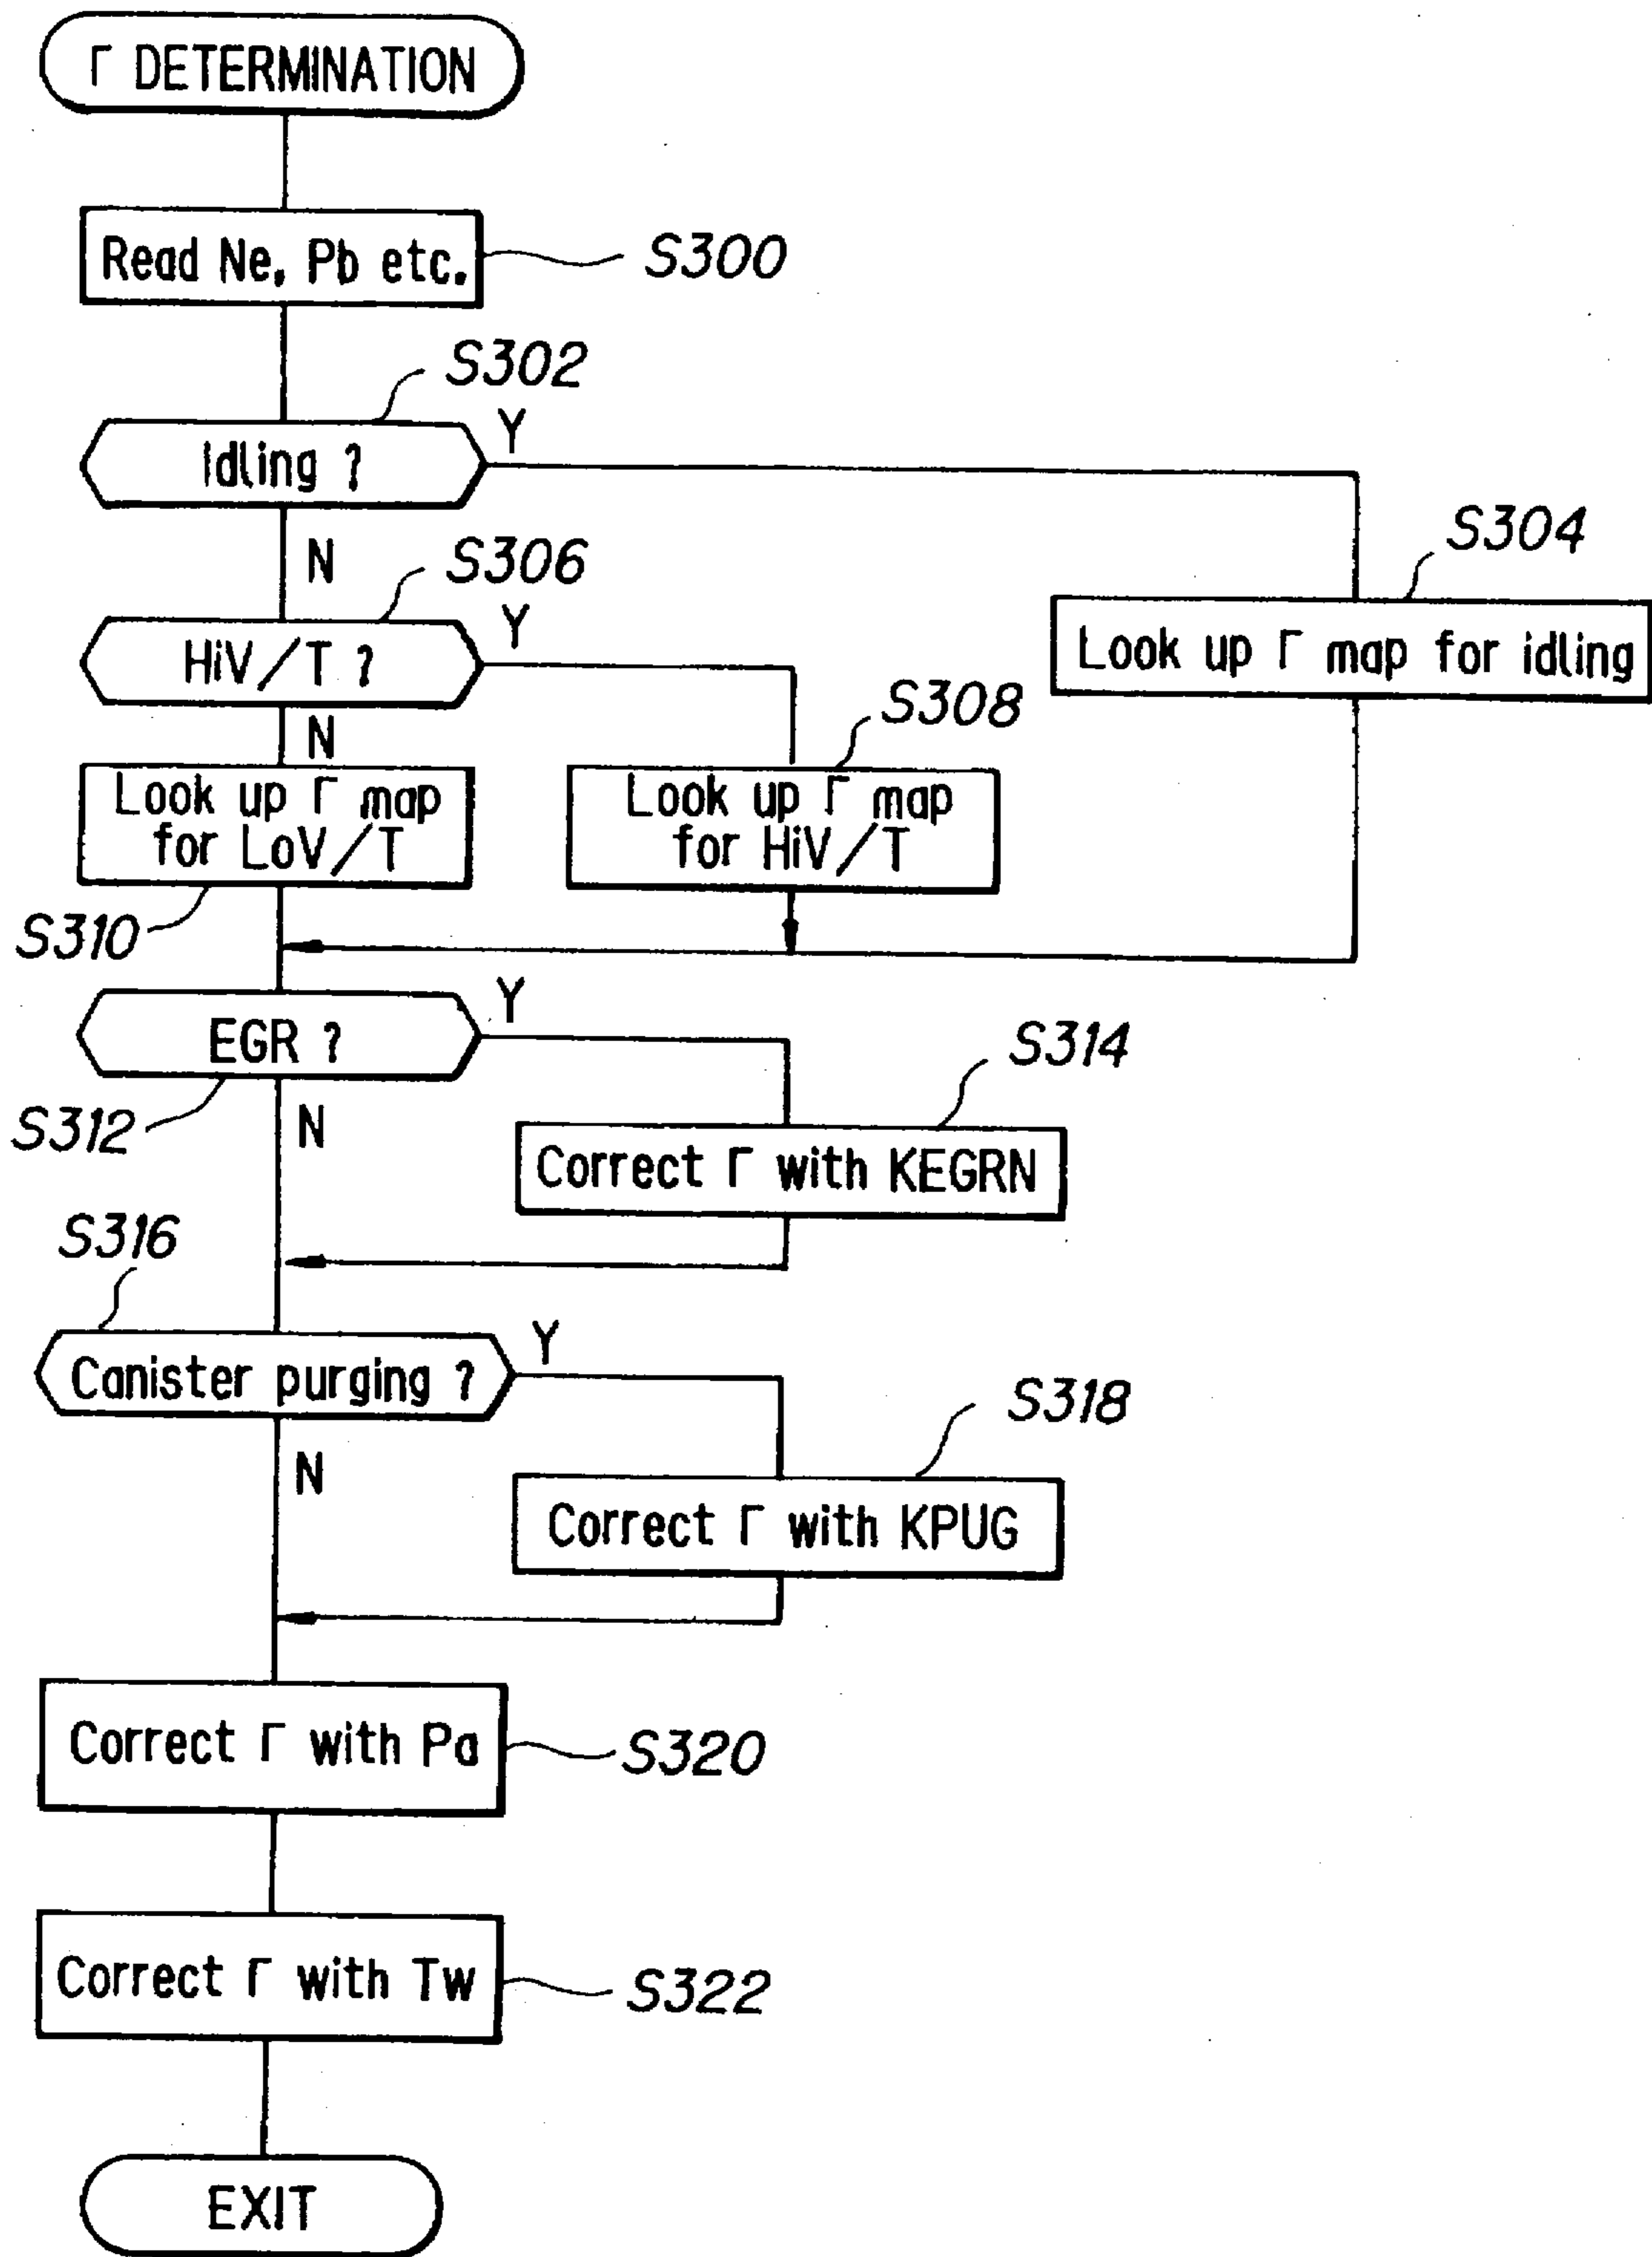 Γ DETERMINATION
Read Ne, Pb etc.
S300
S302
Idling ?
Y
N
S304
Look up Γ map for idling
S306
HiV/T ?
Y
N
S308
Look up Γ map
for LoV/T
Look up Γ map
for HiV/T
S310
EGR ?
Y
S312
N
S314
Correct Γ with KEGRN
S316
Canister purging ?
Y
N
S318
Correct Γ with KPUG
Correct Γ with Pa
S320
Correct Γ with Tw
S322
EXIT